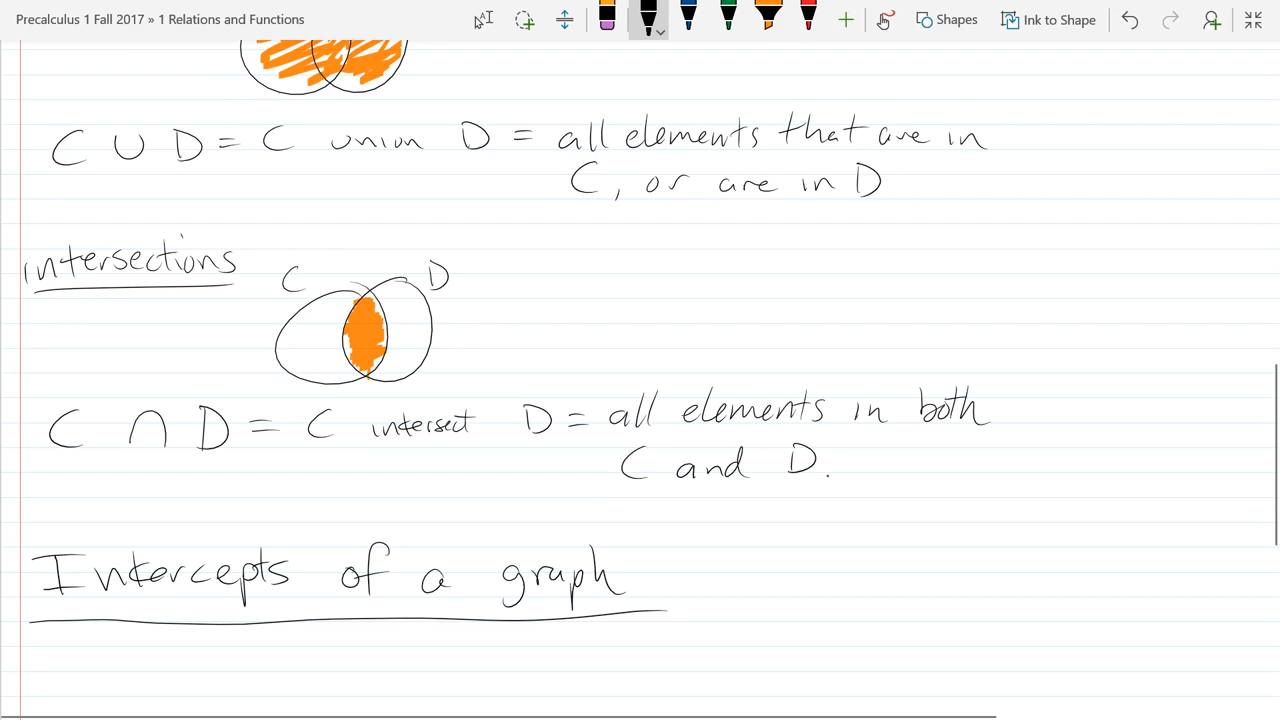 Precalculus 1 Fall 2017 » 1 Relations and Functions
Shapes
Ink to Shape
C ∪ D = C union D = all elements that are in
C, or are in D
intersections
C D
C ∩ D = C intersect D = all elements in both
C and D.
Intercepts of a graph